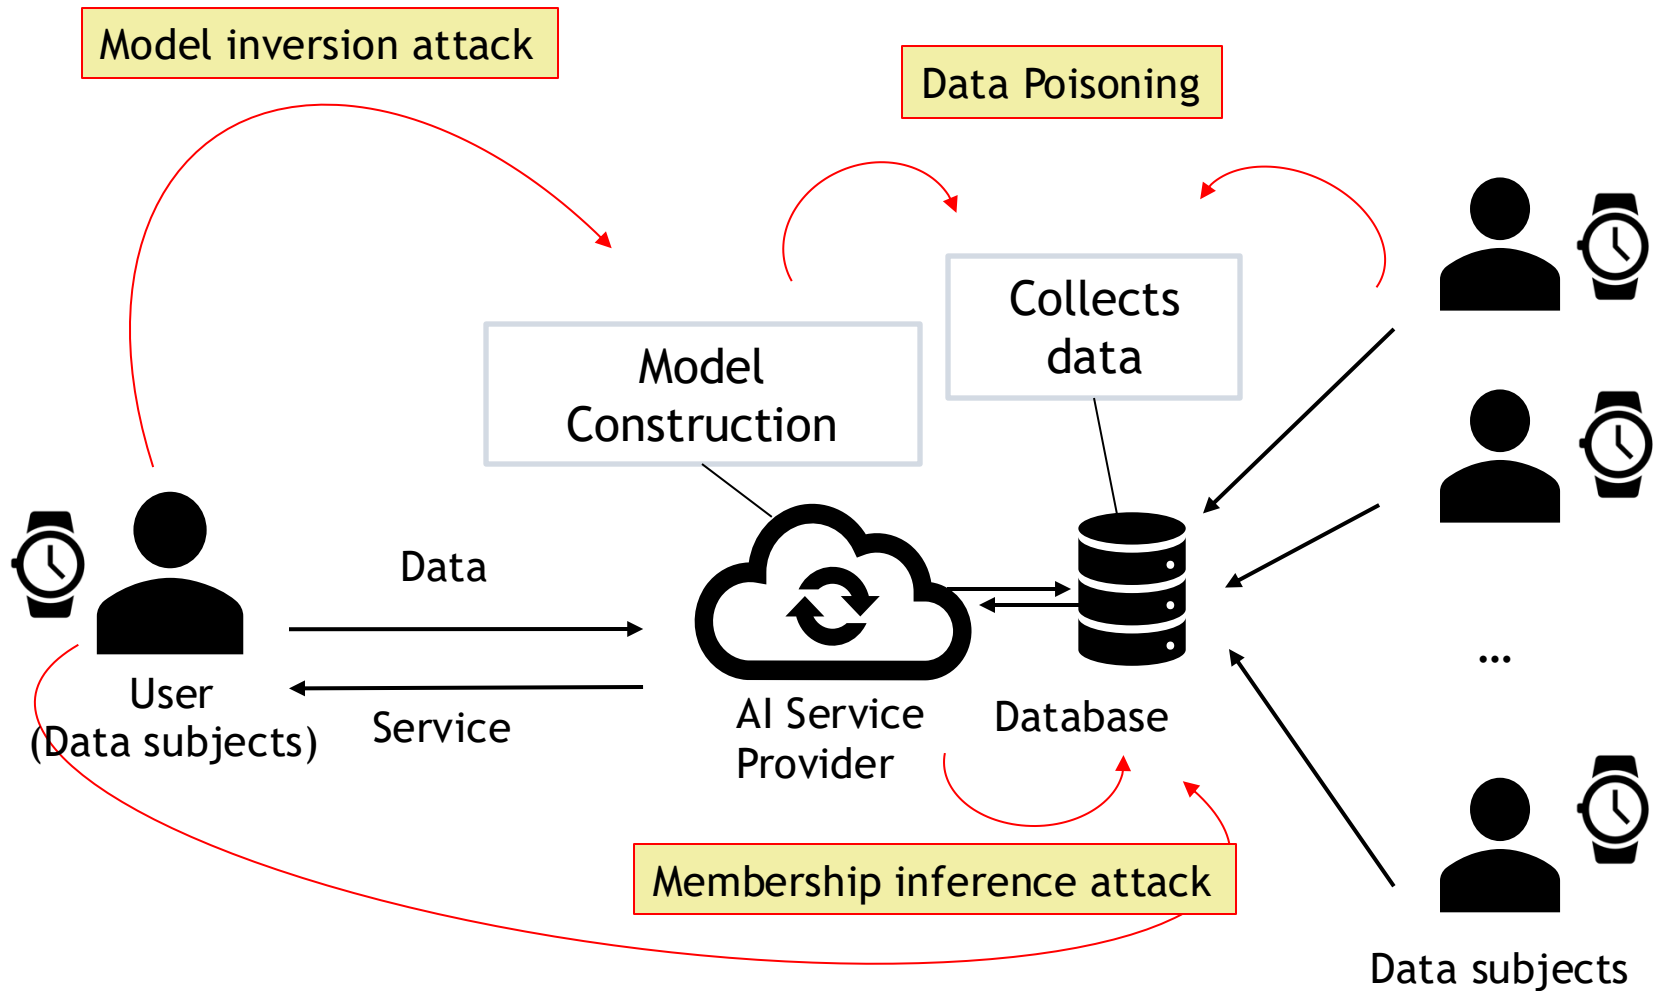 Model inversion attack
Data Poisoning
Collects
data
Model
Construction
Data
User
(Data subjects)
Service
AI Service
Provider
Database
...
Membership inference attack
Data subjects